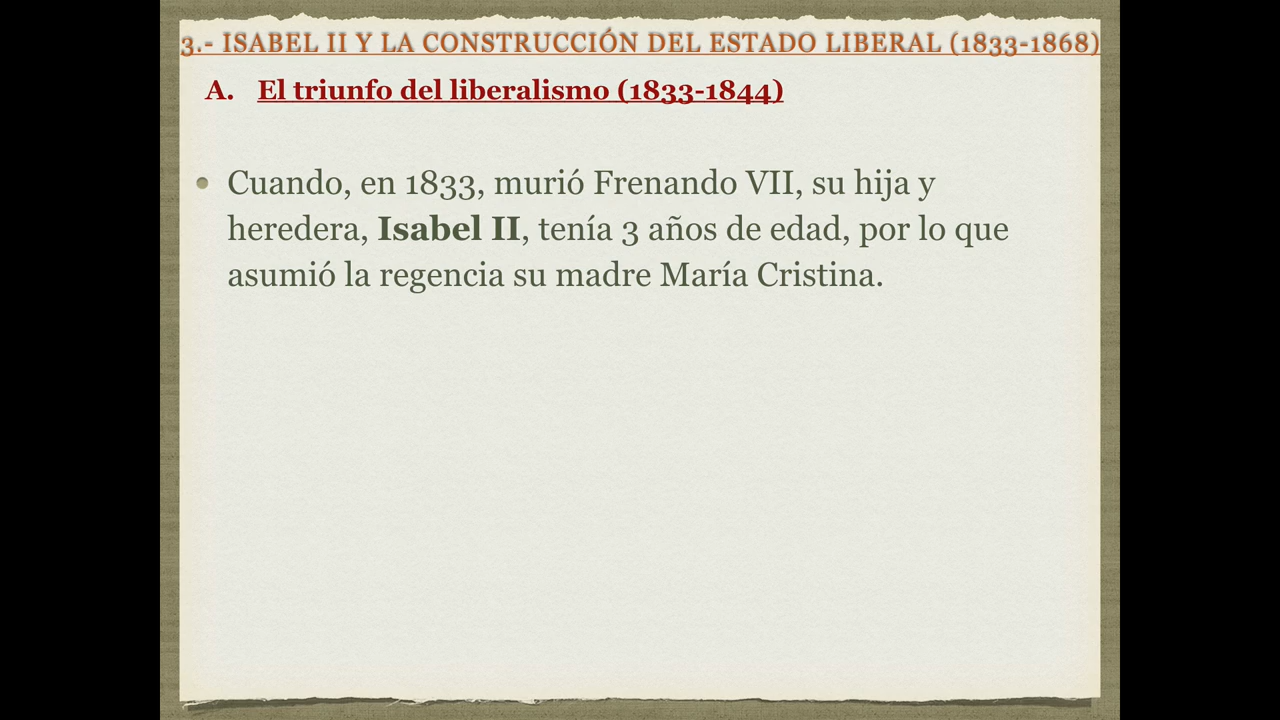 3.- ISABEL II Y LA CONSTRUCCIÓN DEL ESTADO LIBERAL (1833-1868)
A. El triunfo del liberalismo (1833-1844)
• Cuando, en 1833, murió Frenando VII, su hija y
heredera, Isabel II, tenía 3 años de edad, por lo que
asumió la regencia su madre María Cristina.